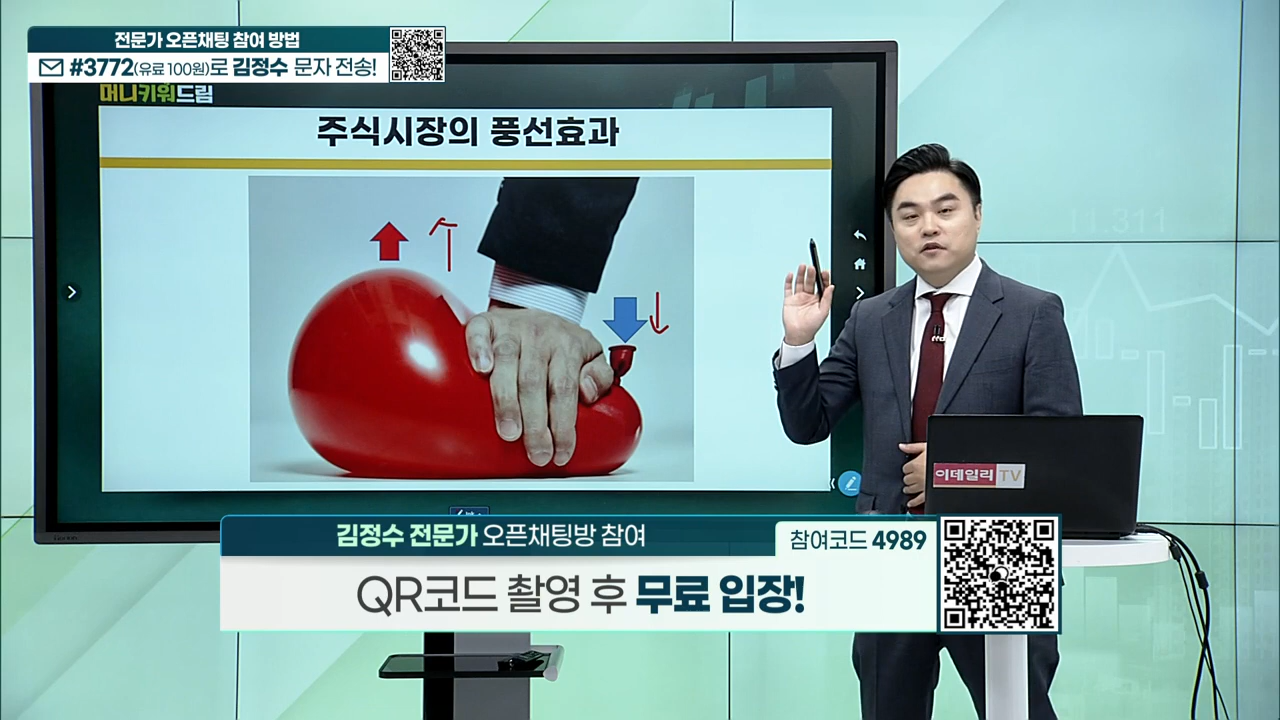 전문가 오픈채팅 참여 방법
#3772(유료 100원)로 김정수 문자 전송!
머니키워드림
주식시장의 풍선효과
11.311
이데일리 TV
김정수 전문가 오픈채팅방 참여
참여코드 4989
QR코드 촬영 후 무료 입장!